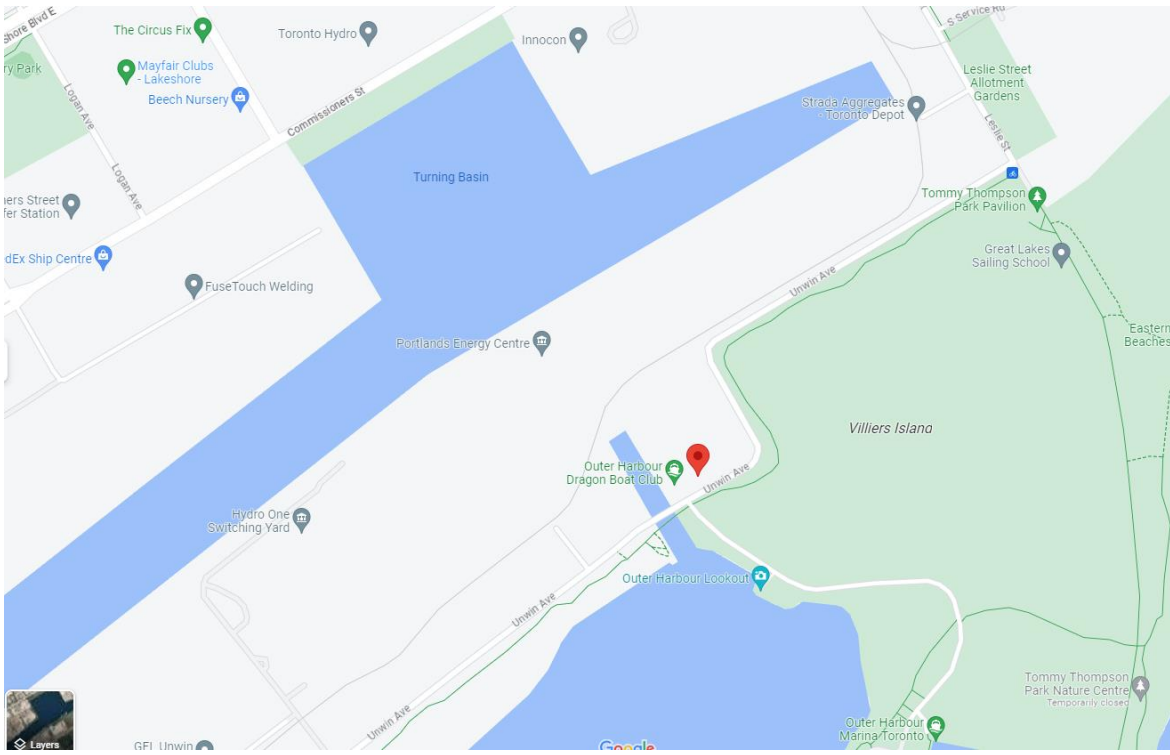 Shore Blvd E
The Circus Fix
Toronto Hydro
Innocon
S Service Rd
ry Park
Mayfair Clubs
- Lakeshore
Beech Nursery
Logan Ave
Commissioners St
Leslie Street
Allotment
Gardens
Strada Aggregates
- Toronto Depot
Leslie St
Logan Ave
Turning Basin
ners Street
fer Station
Tommy Thompson
Park Pavilion
Great Lakes
Sailing School
dEx Ship Centre
FuseTouch Welding
Unwin Ave
Eastern
Beaches
Portlands Energy Centre
Villiers Island
Outer Harbour
Dragon Boat Club
Unwin Ave
Hydro One
Switching Yard
Outer Harbour Lookout
Unwin Ave
Tommy Thompson
Park Nature Centre
Temporarily closed
Unwin Ave
Outer Harbour
Marina Toronto
Layers
GFL Unwin
Google